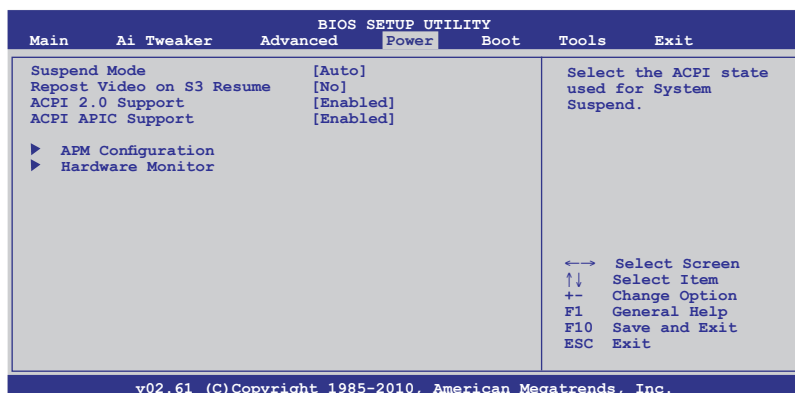 BIOS SETUP UTILITY
Main Ai Tweaker Advanced Power Boot Tools Exit
Suspend Mode [Auto]
Repost Video on S3 Resume [No]
ACPI 2.0 Support [Enabled]
ACPI APIC Support [Enabled]
APM Configuration
Hardware Monitor
Select the ACPI state
used for System
Suspend.
←→ Select Screen
↑↓ Select Item
+- Change Option
F1 General Help
F10 Save and Exit
ESC Exit
v02.61 (C)Copyright 1985-2010, American Megatrends, Inc.